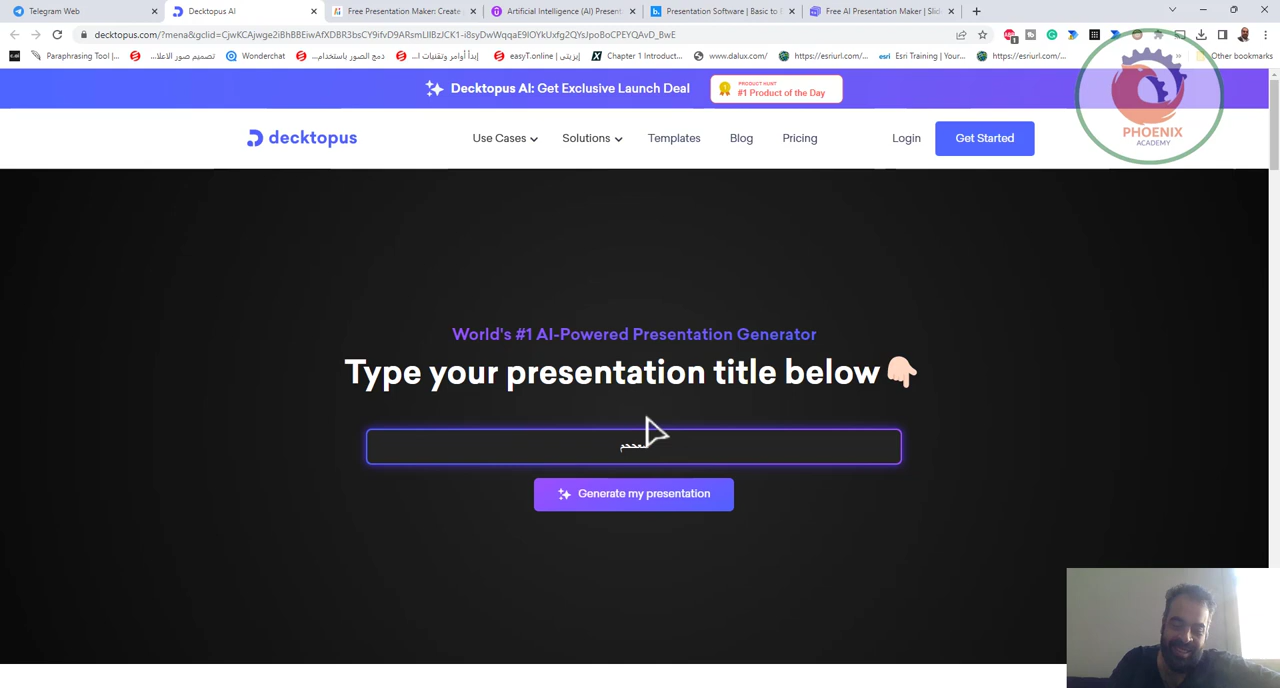 Telegram Web
Decktopus AI
Free Presentation Maker: Create
Artificial Intelligence (AI) Present
Presentation Software | Basic to
Free AI Presentation Maker | Slid
decktopus.com/?mena&gclid=
Paraphrasing Tool |...
تصميم صور الاعلا...
Wonderchat
دمج الصور باستخدام...
إبدأ أوامر وتقنيات ا...
easyT.online | إيزيتي
Chapter 1 Introduct...
www.dalux.com/
https://esriurl.com/...
esri Esri Training | Your...
https://esriurl.com/...
Other bookmarks
Decktopus AI: Get Exclusive Launch Deal
PRODUCT HUNT
#1 Product of the Day
decktopus
Use Cases
Solutions
Templates
Blog
Pricing
Login
Get Started
PHOENIX
ACADEMY
World's #1 AI-Powered Presentation Generator
Type your presentation title below
Generate my presentation